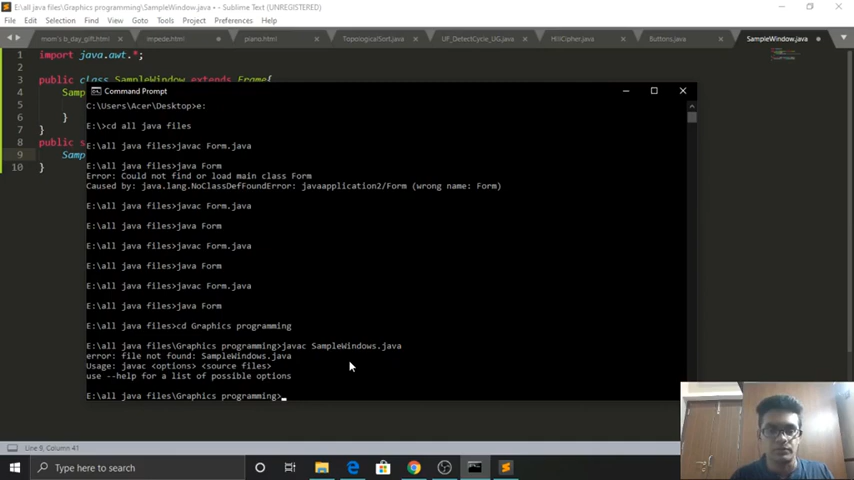 E:\all java files\Graphics programming\SampleWindow.java • - Sublime Text (UNREGISTERED)
File Edit Selection Find View Goto Tools Project Preferences Help
mom's b_day_gift.html impede.html piano.html TopologicalSort.java UF_DetectCycle_UG.java HillCipher.java Buttons.java SampleWindow.java
1 import java.awt.*;
2
3 public class SampleWindow extends Frame{
4 Samp
5
6 }
7 }
8 public s
9 Samp
10 }
Command Prompt
C:\Users\Acer\Desktop>e:
E:\>cd all java files
E:\all java files>javac Form.java
E:\all java files>java Form
Error: Could not find or load main class Form
Caused by: java.lang.NoClassDefFoundError: javaapplication2/Form (wrong name: Form)
E:\all java files>javac Form.java
E:\all java files>java Form
E:\all java files>javac Form.java
E:\all java files>java Form
E:\all java files>javac Form.java
E:\all java files>java Form
E:\all java files>cd Graphics programming
E:\all java files\Graphics programming>javac SampleWindows.java
error: file not found: SampleWindows.java
Usage: javac <options> <source files>
use --help for a list of possible options
E:\all java files\Graphics programming>
Line 9, Column 41
Type here to search